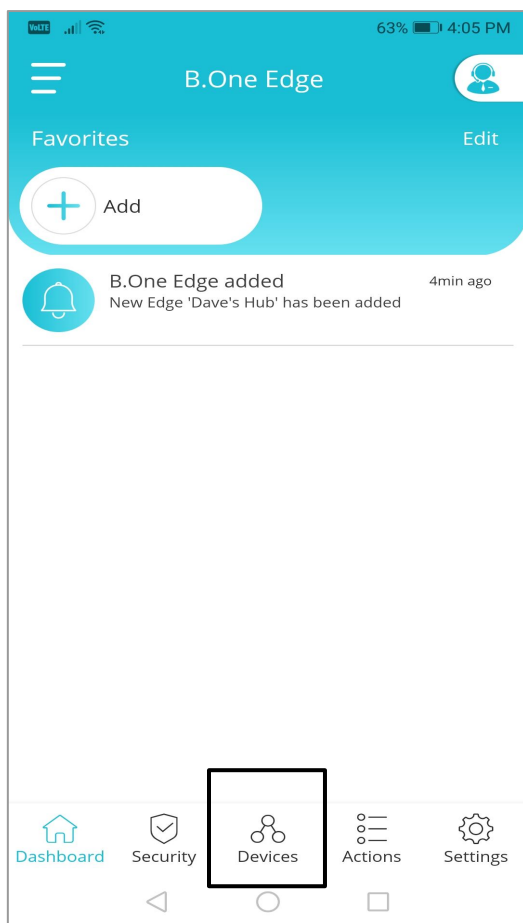 VoLTE 63% 4:05 PM
B.One Edge
Favorites Edit
Add
B.One Edge added 4min ago
New Edge 'Dave's Hub' has been added
Dashboard Security Devices Actions Settings